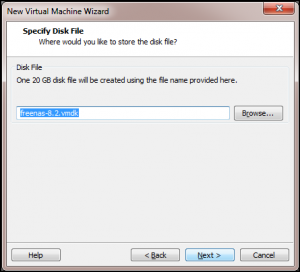 New Virtual Machine Wizard
Specify Disk File
Where would you like to store the disk file?
Disk File
One 20 GB disk file will be created using the file name provided here.
freenas-8.2.vmdk
Browse...
Help
< Back
Next >
Cancel